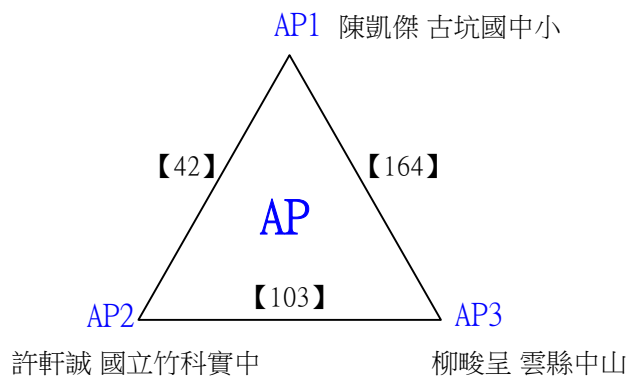 AP1 陳凱傑 古坑國中小
【42】 【164】
AP
【103】
AP2 AP3
許軒誠 國立竹科實中 柳畯呈 雲縣中山